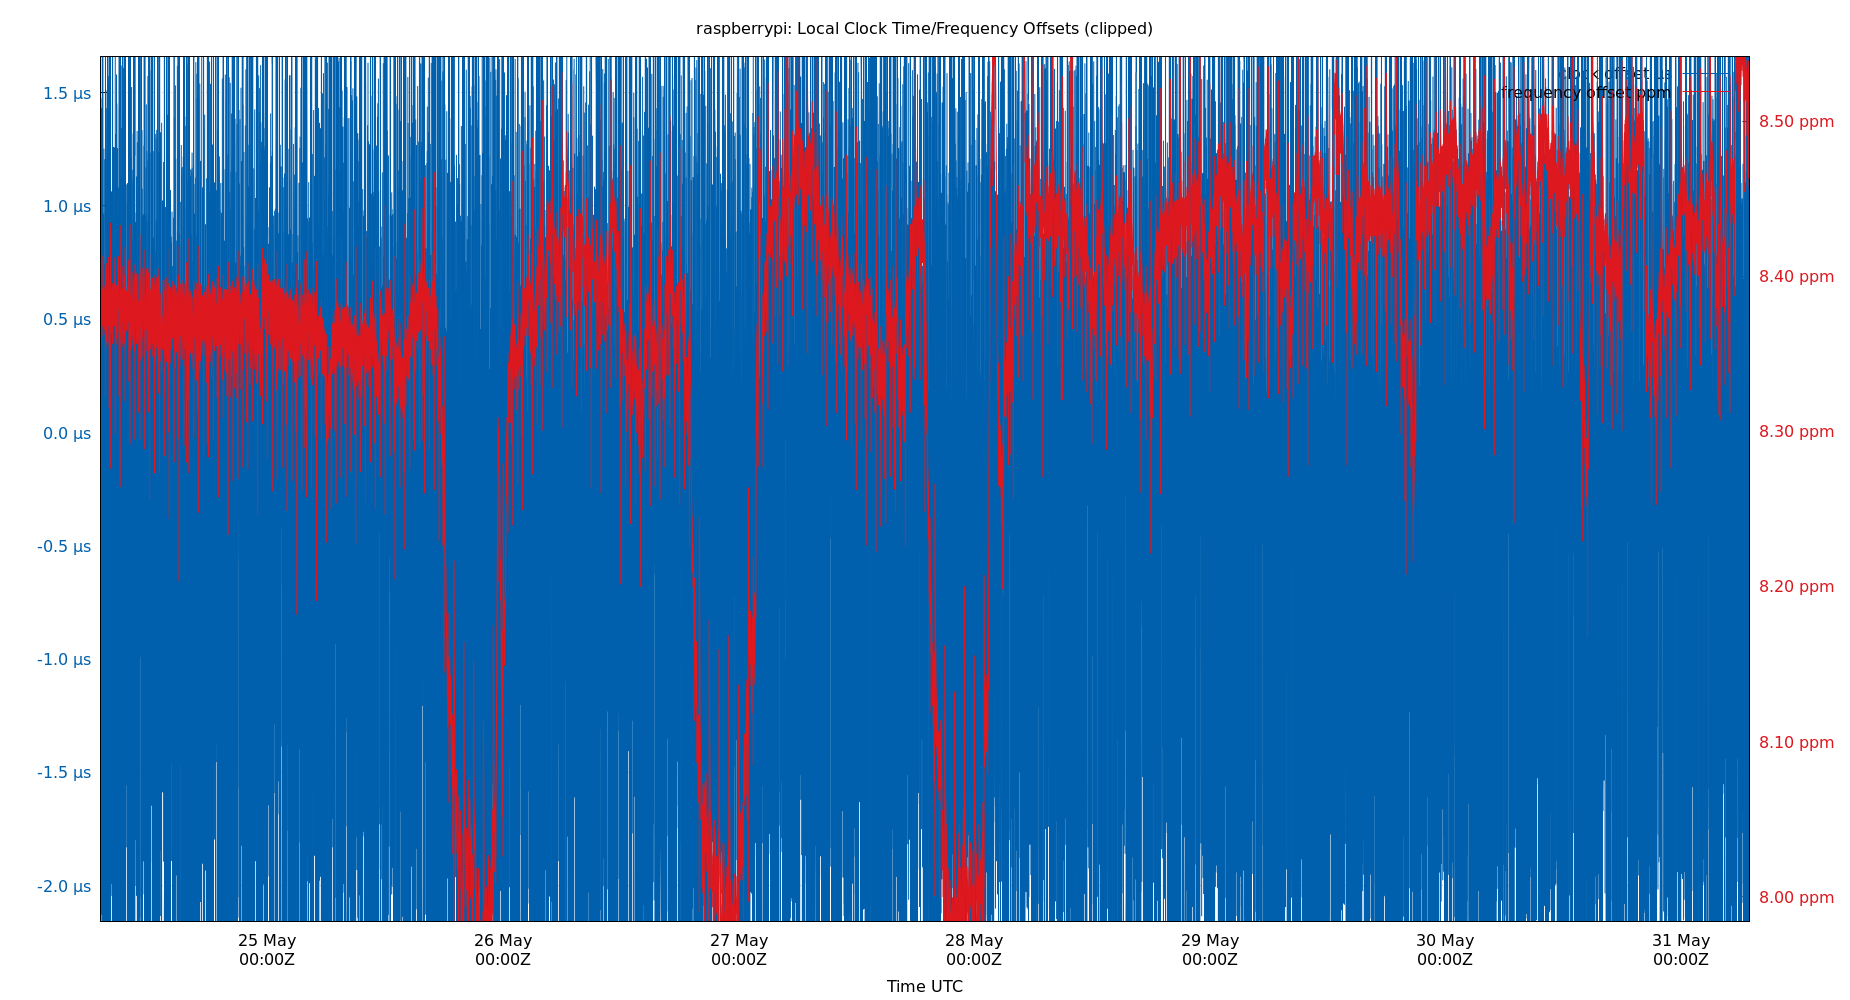 raspberrypi: Local Clock Time/Frequency Offsets (clipped)
clock offset µs
frequency offset ppm
1.5 µs
1.0 µs
0.5 µs
0.0 µs
-0.5 µs
-1.0 µs
-1.5 µs
-2.0 µs
8.50 ppm
8.40 ppm
8.30 ppm
8.20 ppm
8.10 ppm
8.00 ppm
25 May
00:00Z
26 May
00:00Z
27 May
00:00Z
28 May
00:00Z
29 May
00:00Z
30 May
00:00Z
31 May
00:00Z
Time UTC